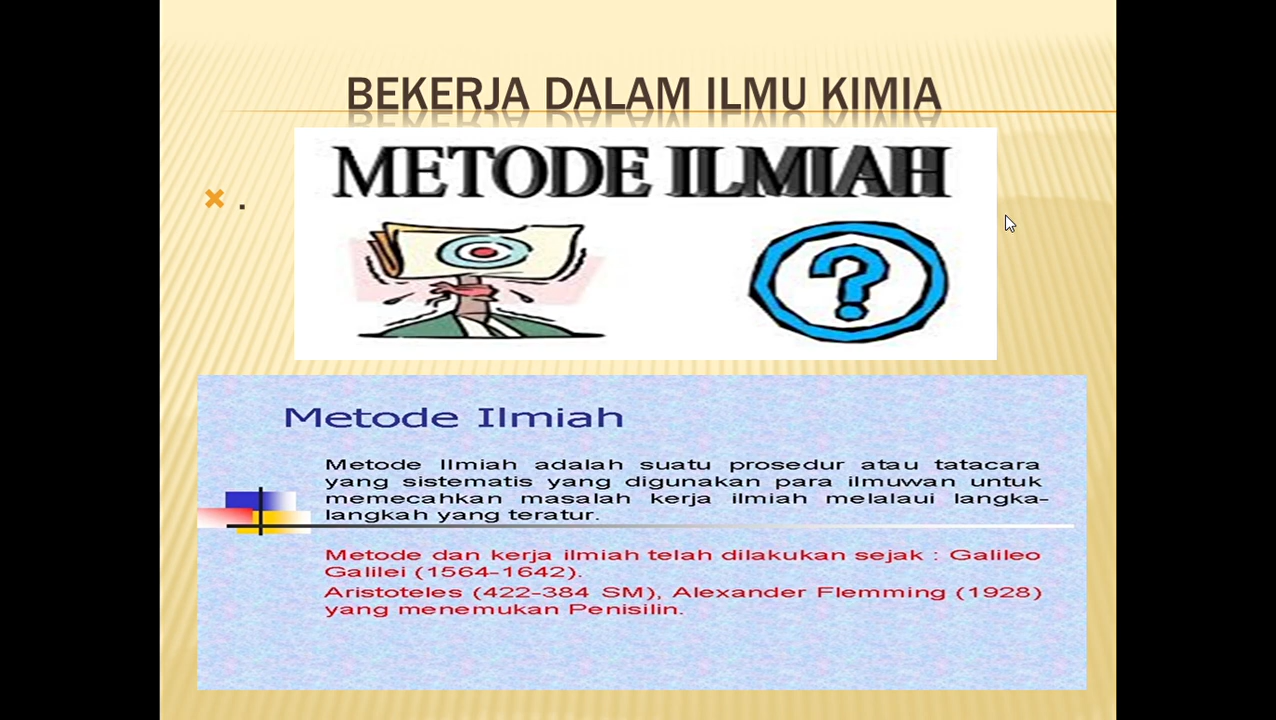 BEKERJA DALAM ILMU KIMIA
METODE ILMIAH
.
?
Metode Ilmiah
Metode Ilmiah adalah suatu prosedur atau tatacara
yang sistematis yang digunakan para ilmuwan untuk
memecahkan masalah kerja ilmiah melalaui langka-
langkah yang teratur.
Metode dan kerja ilmiah telah dilakukan sejak : Galileo
Galilei (1564-1642).
Aristoteles (422-384 SM), Alexander Flemming (1928)
yang menemukan Penisilin.